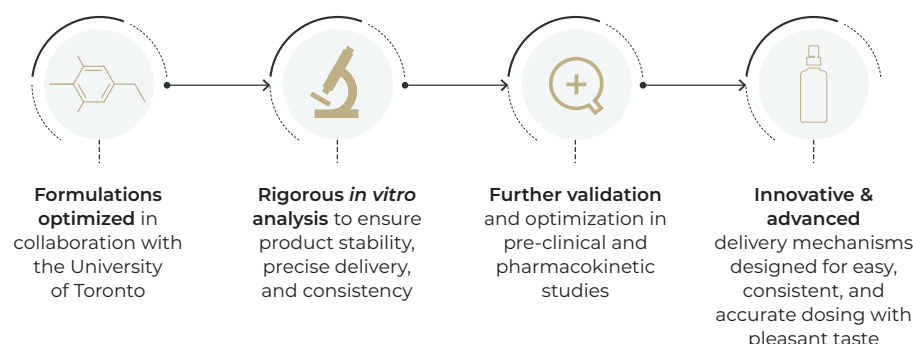 Formulations
optimized in
collaboration with
the University
of Toronto
Rigorous in vitro
analysis to ensure
product stability,
precise delivery,
and consistency
Further validation
and optimization in
pre-clinical and
pharmacokinetic
studies
Innovative &
advanced
delivery mechanisms
designed for easy,
consistent, and
accurate dosing with
pleasant taste